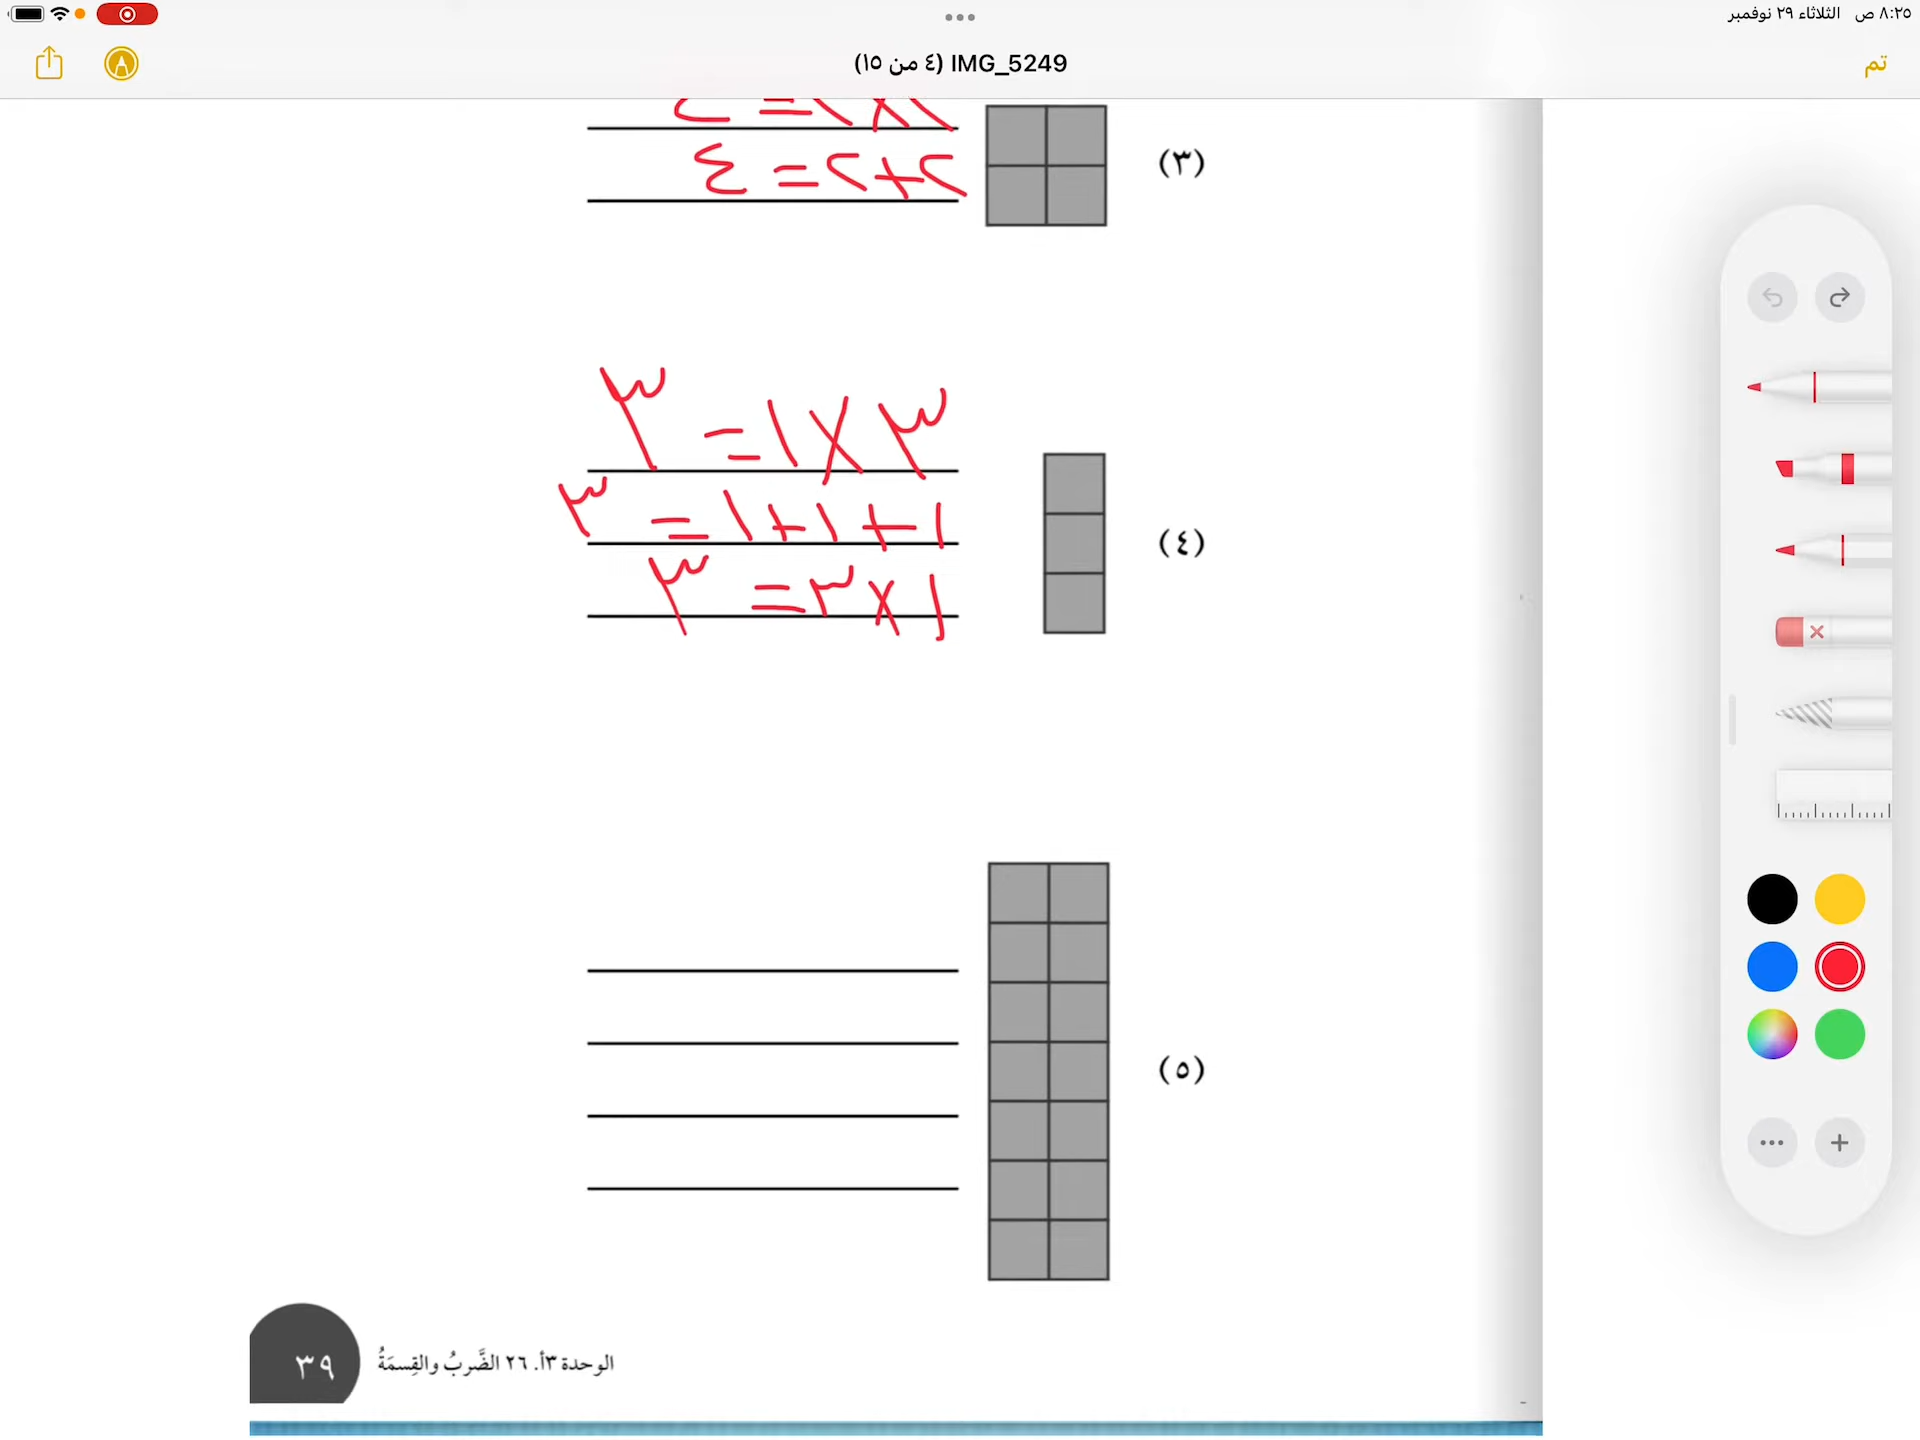 ٨:٢٥ ص الثلاثاء ٢٩ نوفمبر
IMG_5249 (٤ من ١٥)
تم
(٣)
٢+٢=٤
(٤)
٣×١=٣
١+١+١=٣
١×٣=٣
(٥)
الوحدة ٣أ. ٢٦ الضَّربُ والقِسمَةُ
٣٩